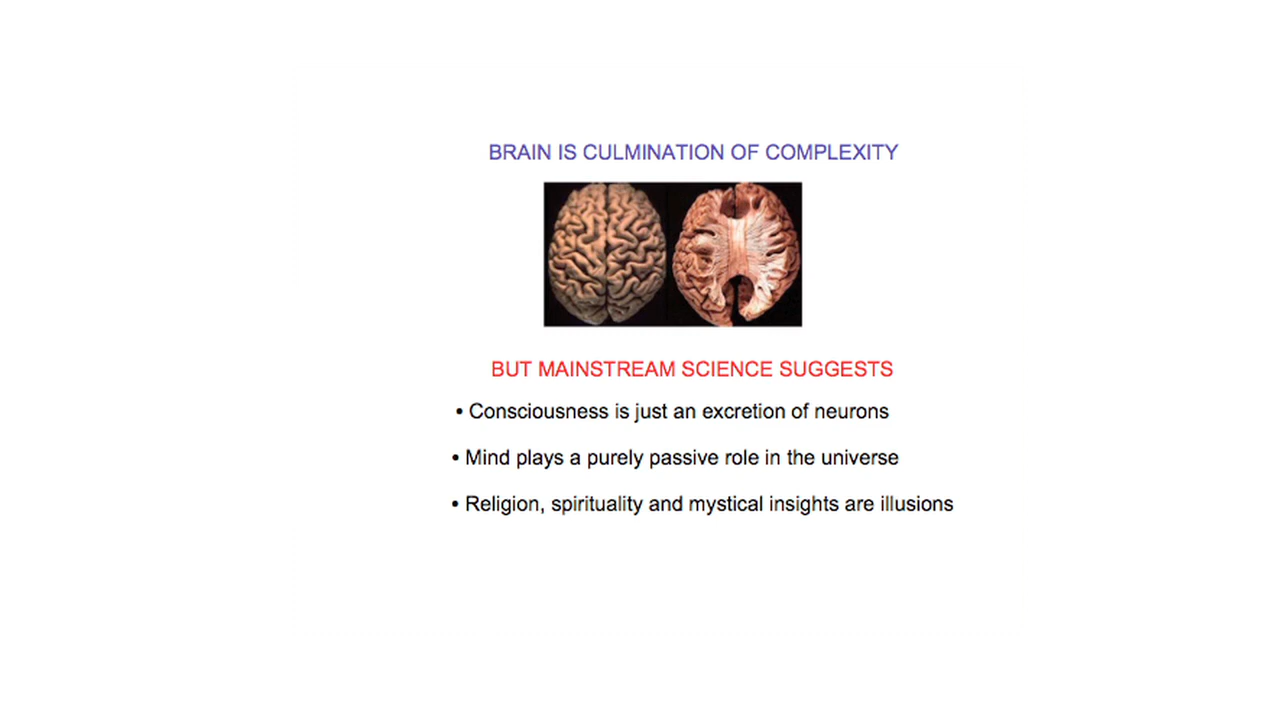 BRAIN IS CULMINATION OF COMPLEXITY
BUT MAINSTREAM SCIENCE SUGGESTS
• Consciousness is just an excretion of neurons
• Mind plays a purely passive role in the universe
• Religion, spirituality and mystical insights are illusions